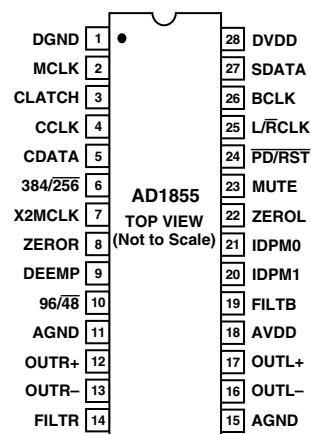 DGND 1
MCLK 2
CLATCH 3
CCLK 4
CDATA 5
384/2̅5̅6̅ 6
X2MCLK 7
ZEROR 8
DEEMP 9
96/4̅8̅ 10
AGND 11
OUTR+ 12
OUTR– 13
FILTR 14
AD1855
TOP VIEW
(Not to Scale)
28 DVDD
27 SDATA
26 BCLK
25 L/R̅CLK
24 P̅D̅/̅R̅S̅T̅
23 MUTE
22 ZEROL
21 IDPM0
20 IDPM1
19 FILTB
18 AVDD
17 OUTL+
16 OUTL–
15 AGND